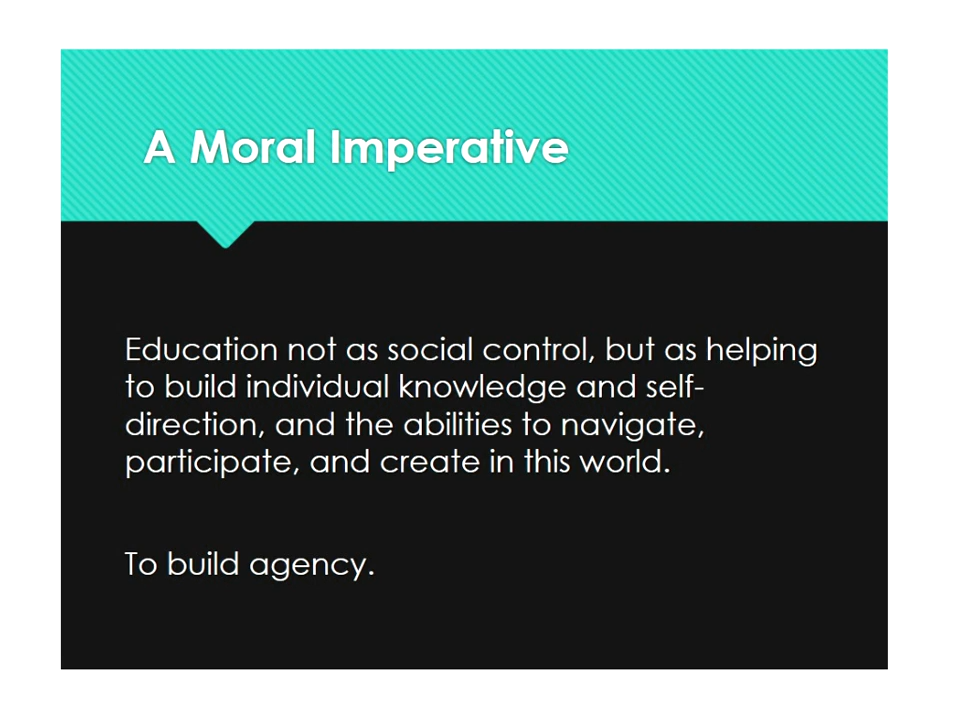 A Moral Imperative
Education not as social control, but as helping
to build individual knowledge and self-
direction, and the abilities to navigate,
participate, and create in this world.
To build agency.